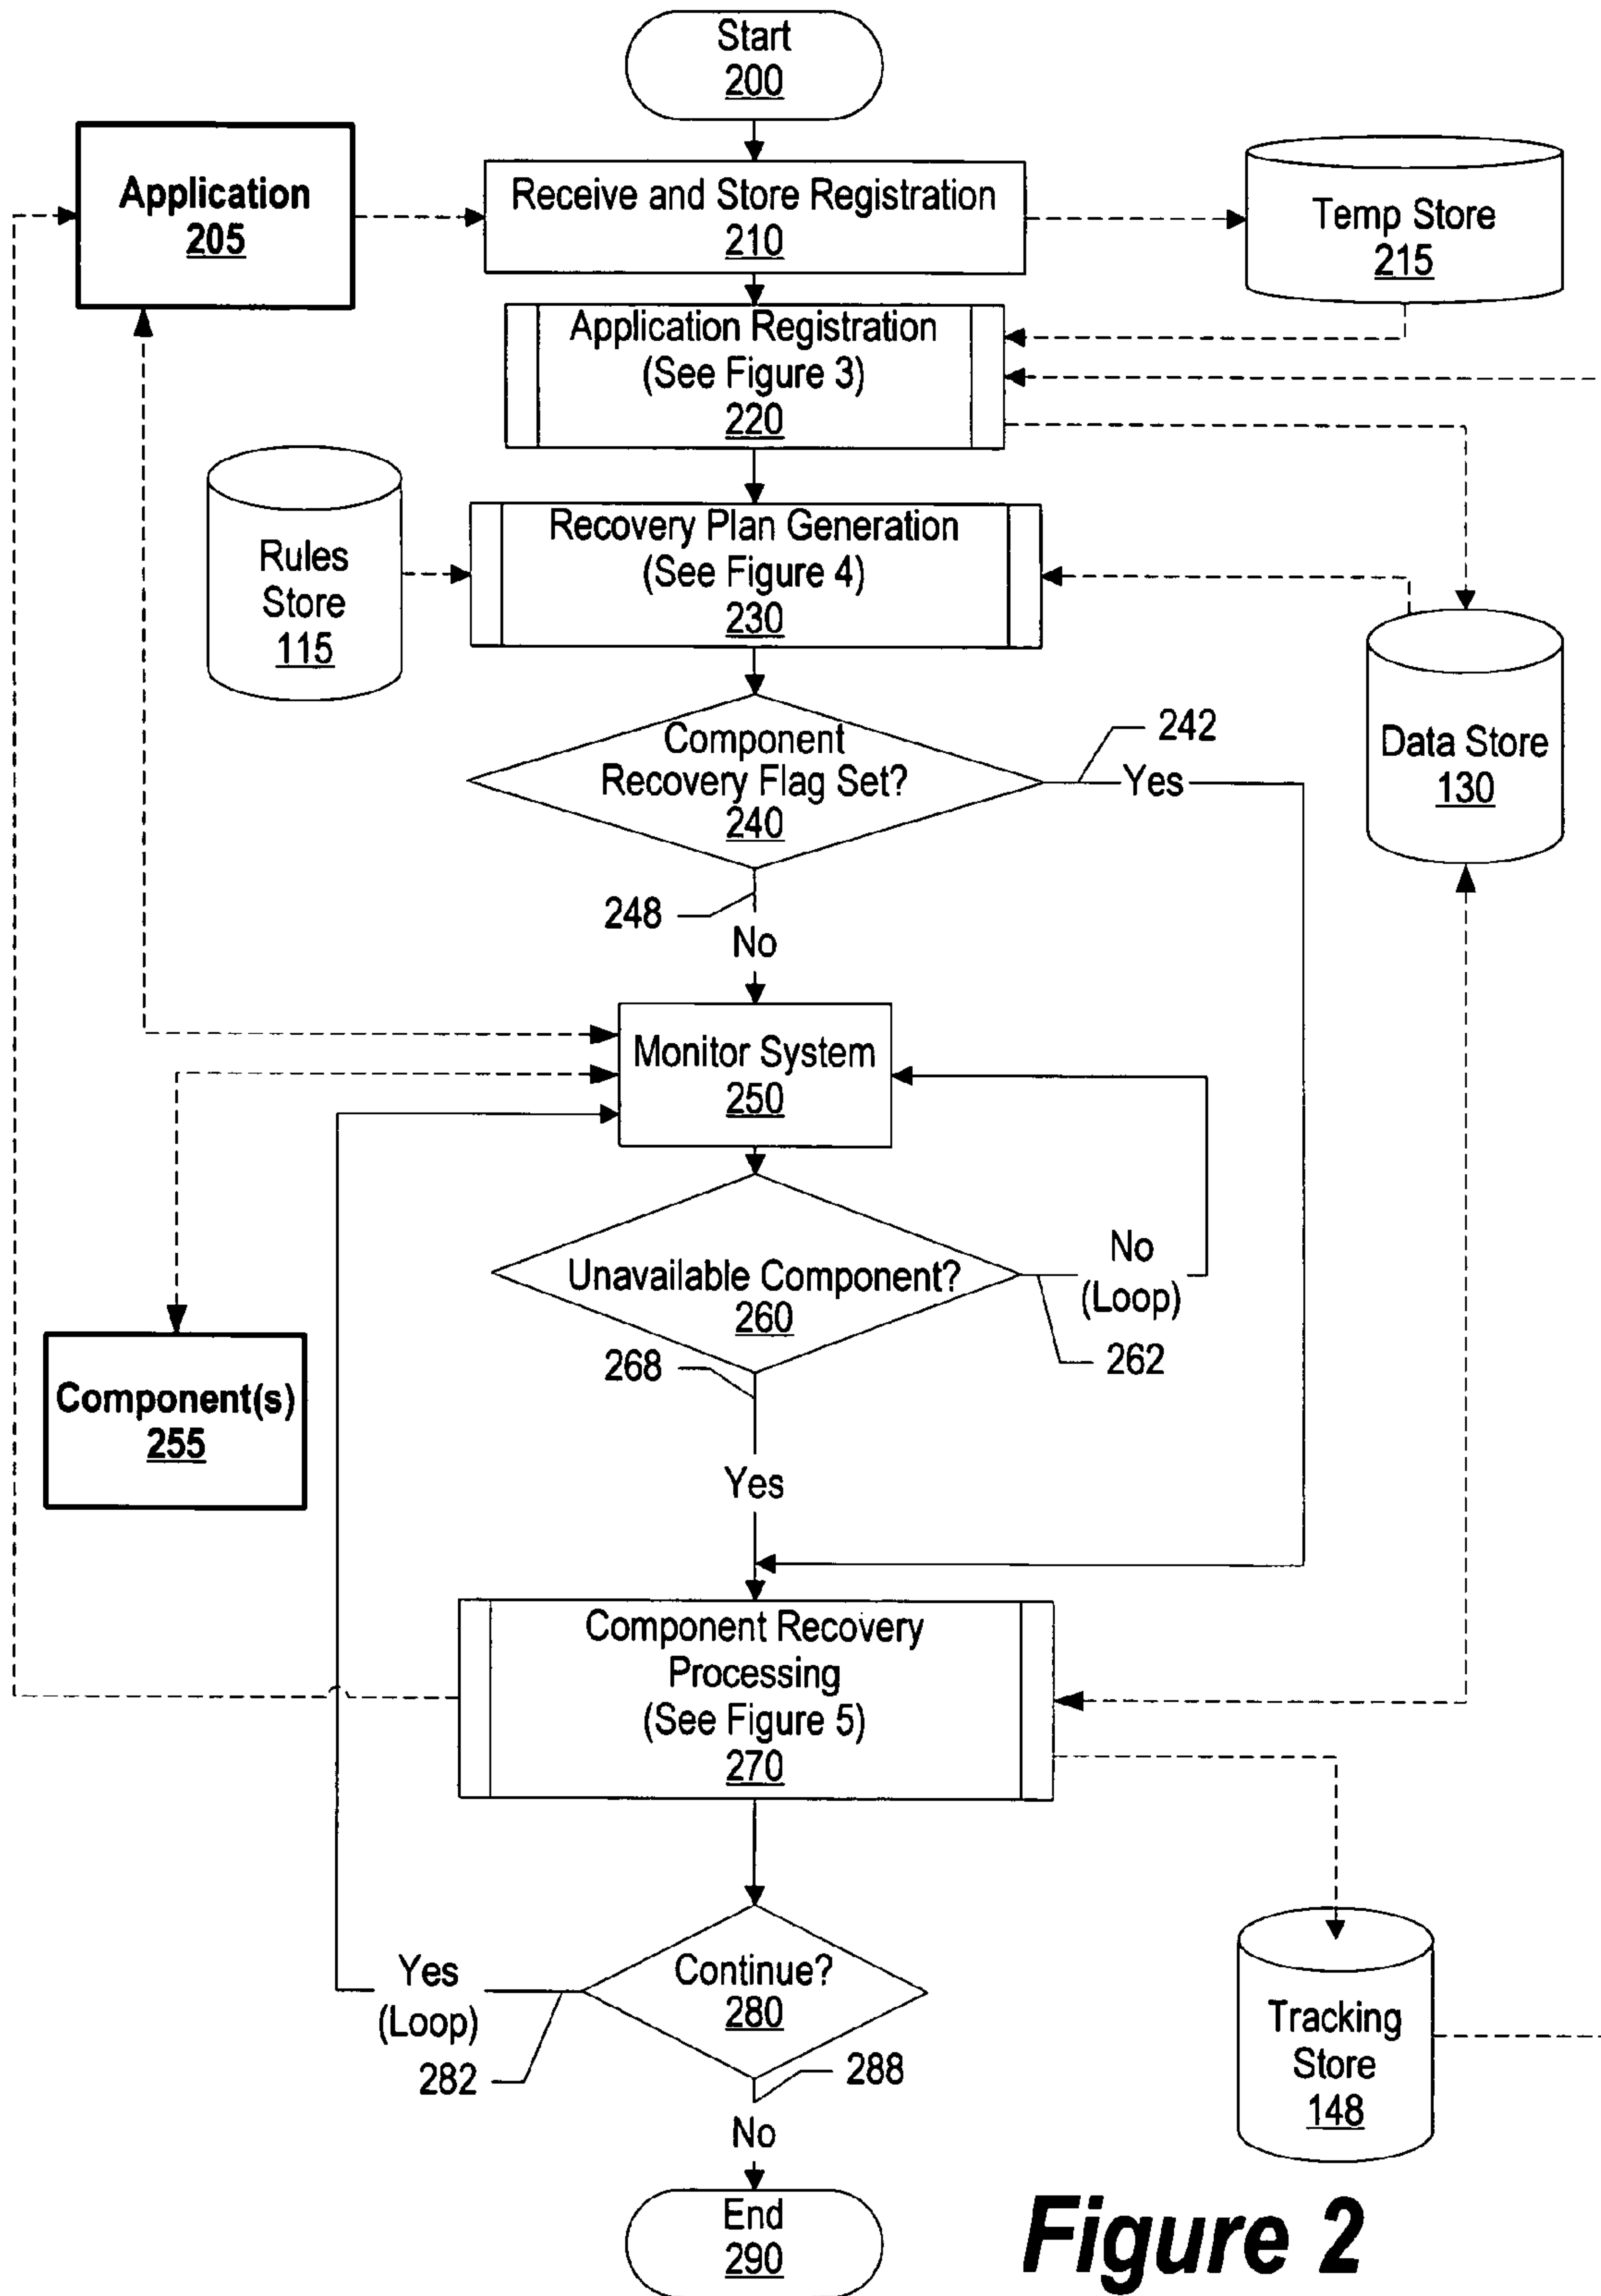 Start
200
Application
205
Receive and Store Registration
210
Temp Store
215
Application Registration
(See Figure 3)
220
Rules
Store
115
Recovery Plan Generation
(See Figure 4)
230
Data Store
130
Component
Recovery Flag Set?
240
242
Yes
248
No
Monitor System
250
Unavailable Component?
260
No
(Loop)
262
268
Yes
Component(s)
255
Component Recovery
Processing
(See Figure 5)
270
Continue?
280
Yes
(Loop)
282
288
No
Tracking
Store
148
End
290
Figure 2